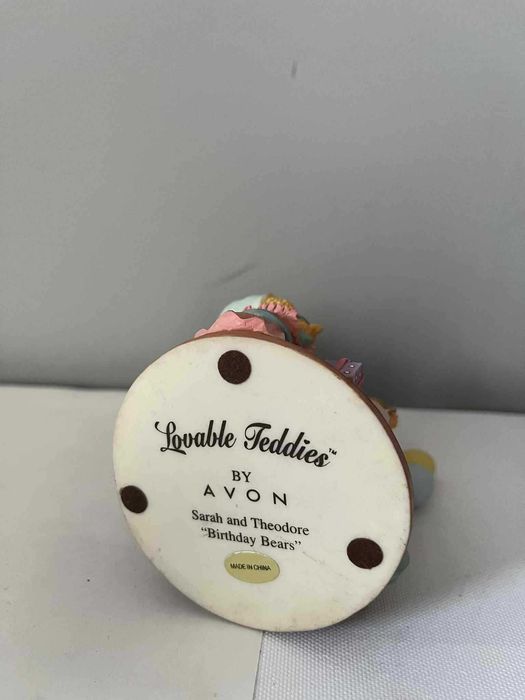 Lovable Teddies™
BY
AVON
Sarah and Theodore
“Birthday Bears”
MADE IN CHINA